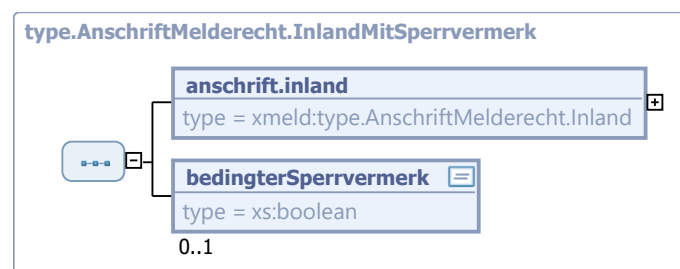 type.AnschriftMelderecht.InlandMitSperrvermerk
anschrift.inland
type = xmeld:type.AnschriftMelderecht.Inland
bedingterSperrvermerk
type = xs:boolean
0..1